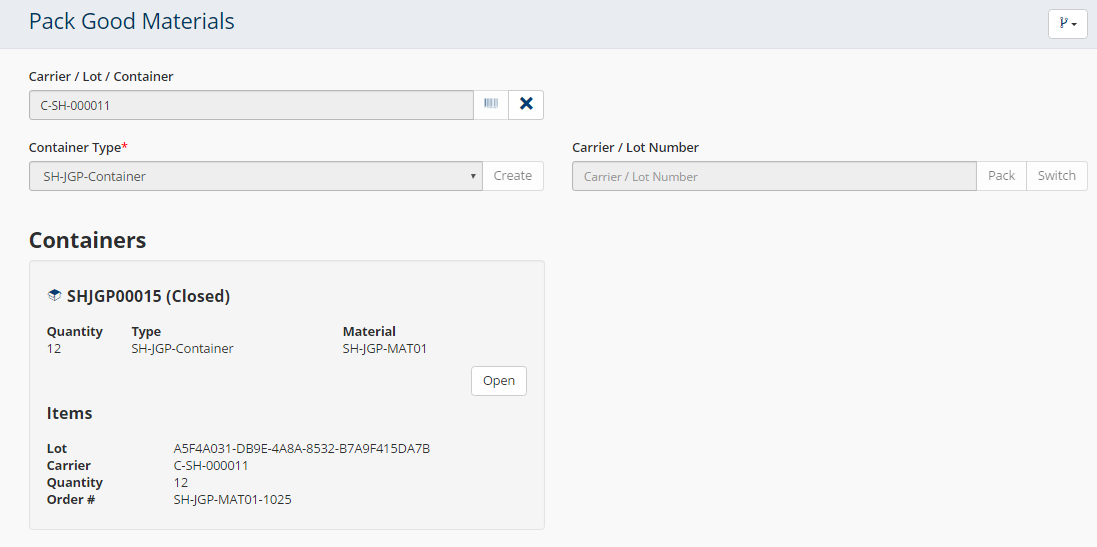 Pack Good Materials
Carrier / Lot / Container
C-SH-000011
Container Type*
Carrier / Lot Number
SH-JGP-Container
Create
Carrier / Lot Number
Pack
Switch
Containers
SHJGP00015 (Closed)
Quantity Type Material
12 SH-JGP-Container SH-JGP-MAT01
Open
Items
Lot A5F4A031-DB9E-4A8A-8532-B7A9F415DA7B
Carrier C-SH-000011
Quantity 12
Order # SH-JGP-MAT01-1025